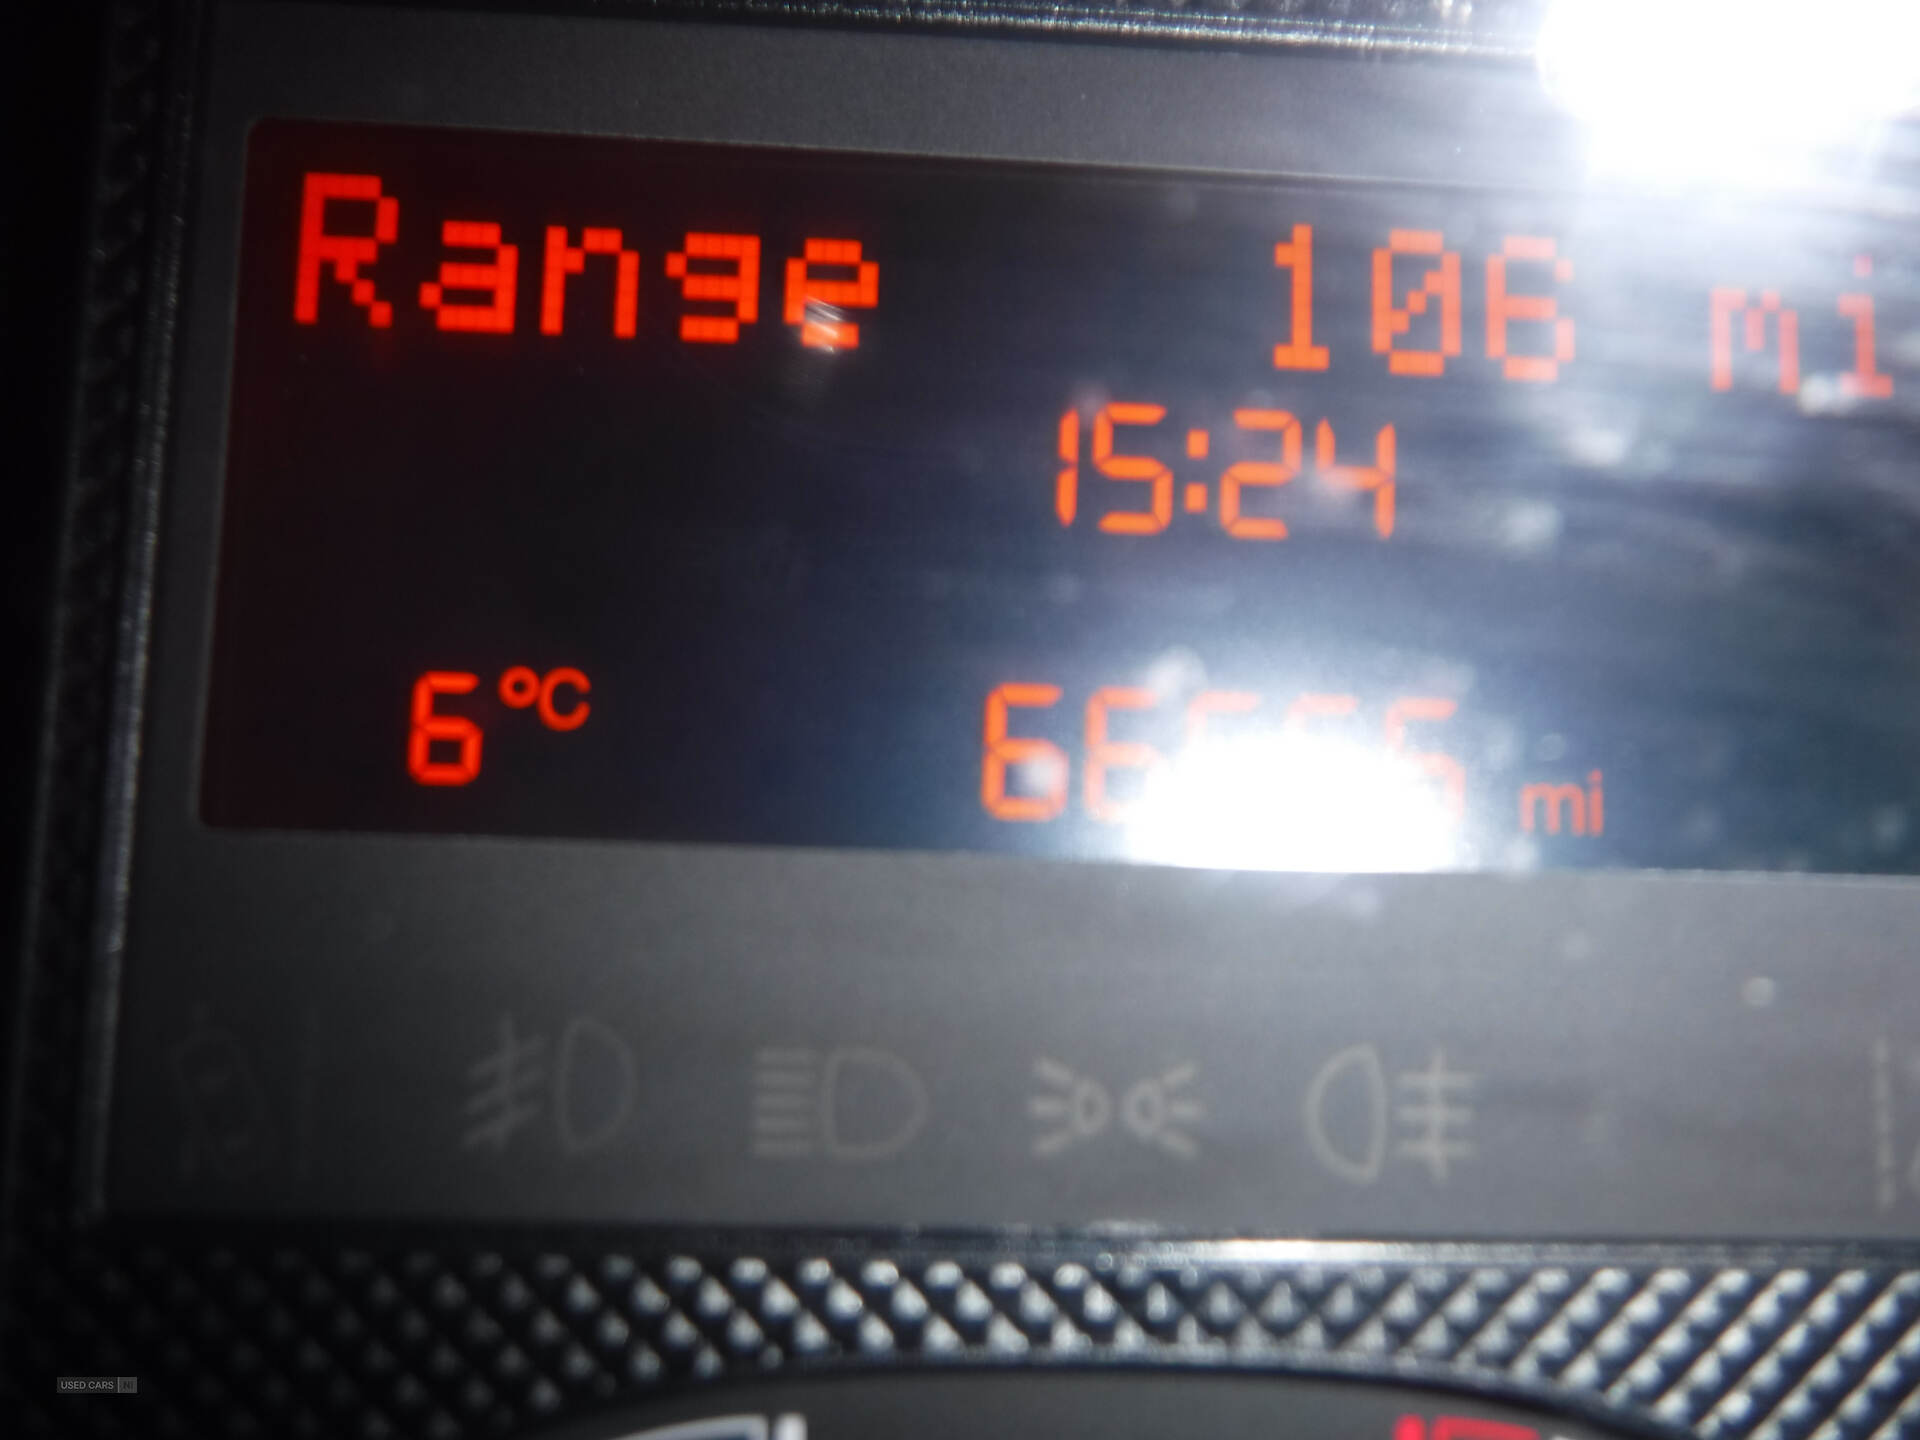 Range 106 mi
15:24
6°C mi
USED CARS NI